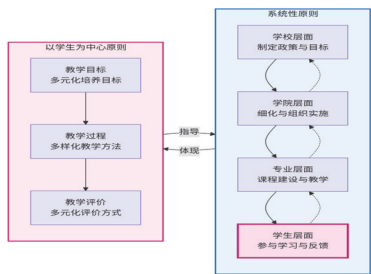 以学生为中心原则
教学目标
多元化培养目标
教学过程
多样化教学方法
教学评价
多元化评价方式
指导
体现
系统性原则
学校层面
制定政策与目标
学院层面
细化与组织实施
专业层面
课程建设与教学
学生层面
参与学习与反馈